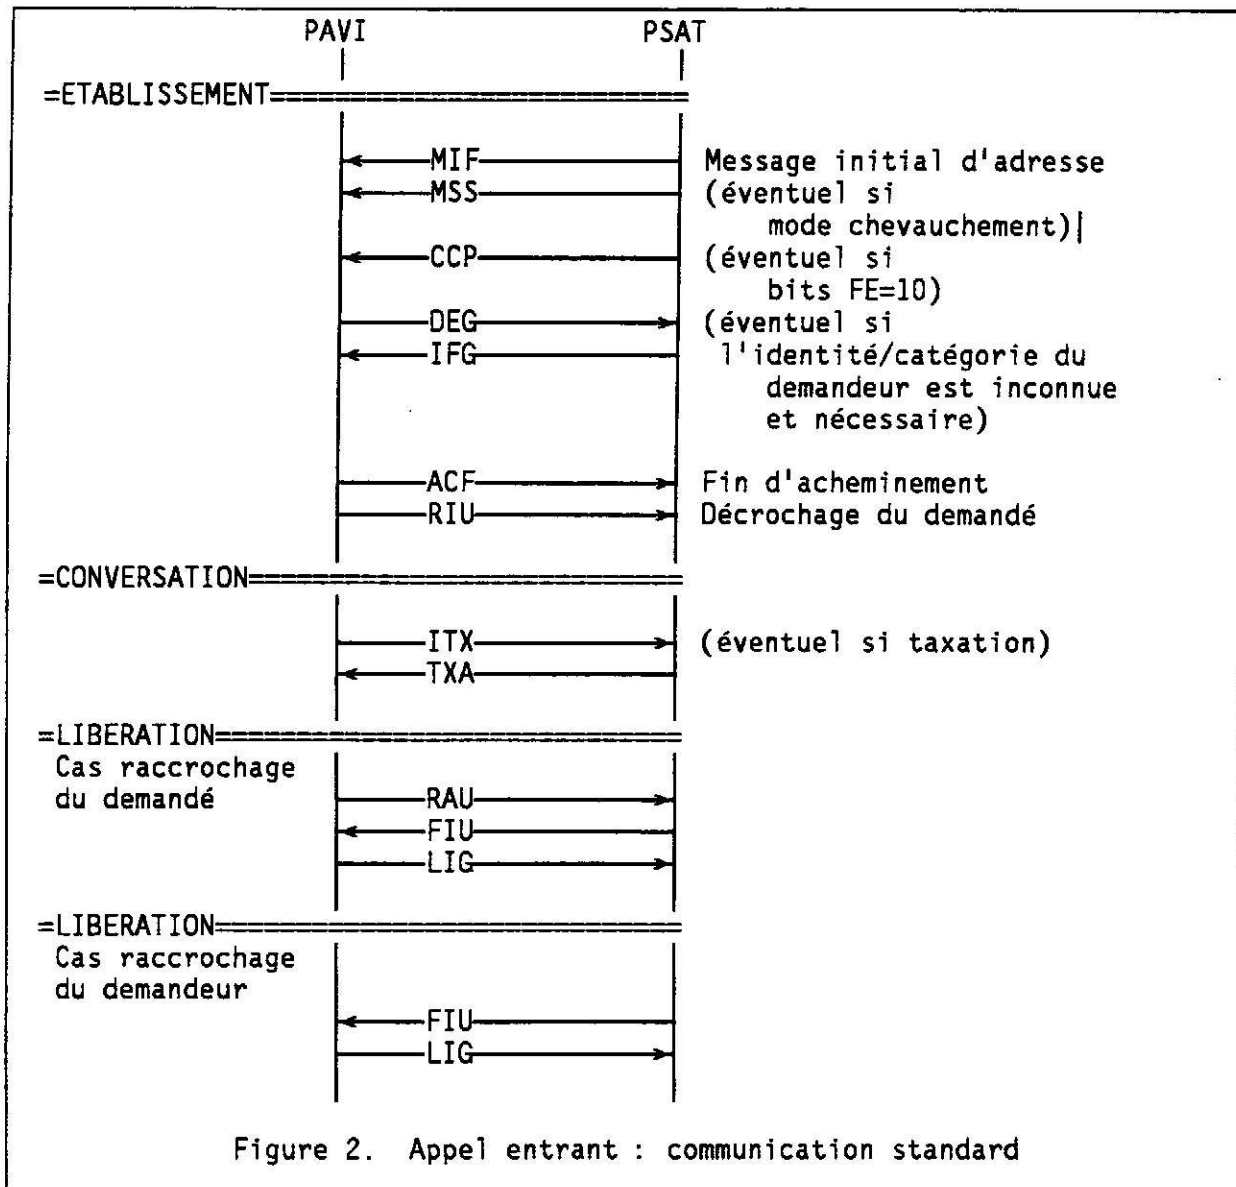 PAVI PSAT
=ETABLISSEMENT==========================
MIF Message initial d'adresse
MSS (éventuel si
mode chevauchement)|
CCP (éventuel si
bits FE=10)
DEG (éventuel si
IFG l'identité/catégorie du
demandeur est inconnue
et nécessaire)
ACF Fin d'acheminement
RIU Décrochage du demandé
=CONVERSATION===========================
ITX (éventuel si taxation)
TXA
=LIBERATION=============================
Cas raccrochage
du demandé RAU
FIU
LIG
=LIBERATION=============================
Cas raccrochage
du demandeur
FIU
LIG
Figure 2. Appel entrant : communication standard